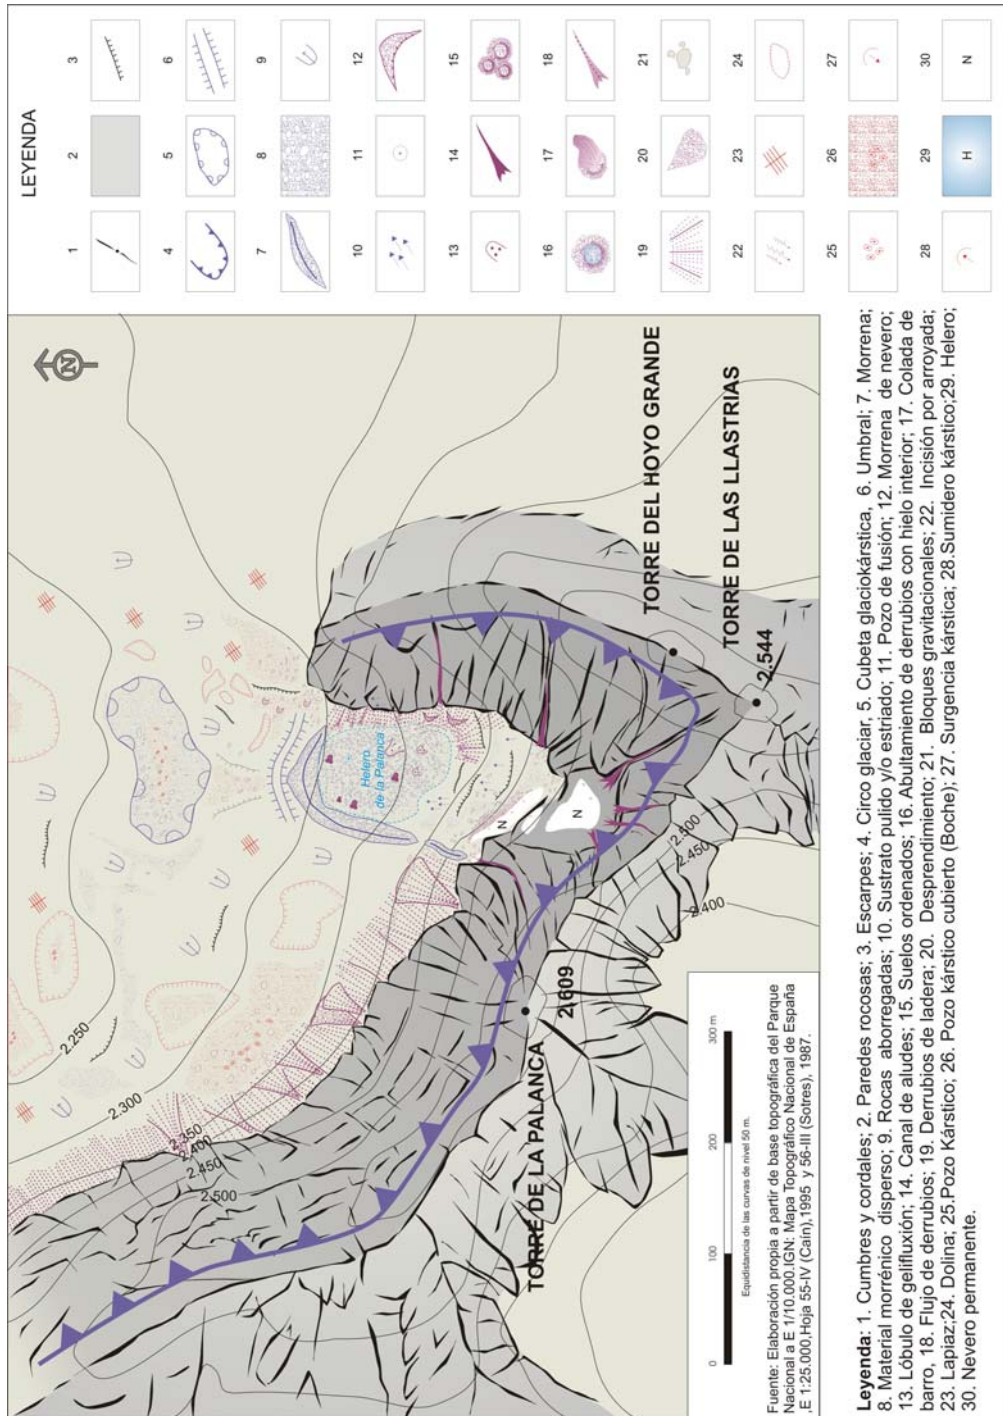 LEYENDA
1
2
3
4
5
6
7
8
9
10
11
12
13
14
15
16
17
18
19
20
21
22
23
24
25
26
27
28
29
30
H
N
N
TORRE DEL HOYO GRANDE
TORRE DE LAS LLASTRIAS
2.544
Helero
de la Palanca
N
N
2.250
2.300
2.350
2.400
2.450
2.500
2.500
2.450
2.400
TORRE DE LA PALANCA
2.609
0
100
200
300 m
Equidistancia de las curvas de nivel 50 m.
Fuente: Elaboración propia a partir de base topográfica del Parque
Nacional a E 1/10.000.IGN: Mapa Topográfico Nacional de España
,E 1:25.000,Hoja 55-IV (Caín),1995 y 56-III (Sotres), 1987.
Leyenda: 1. Cumbres y cordales; 2. Paredes rocosas; 3. Escarpes; 4. Circo glaciar, 5. Cubeta glaciokárstica, 6. Umbral; 7. Morrena;
8. Material morrénico disperso; 9. Rocas aborregadas; 10. Sustrato pulido y/o estriado; 11. Pozo de fusión; 12. Morrena de nevero;
13. Lóbulo de gelifluxión; 14. Canal de aludes; 15. Suelos ordenados; 16. Abultamiento de derrubios con hielo interior; 17. Colada de
barro, 18. Flujo de derrubios; 19. Derrubios de ladera; 20. Desprendimiento; 21. Bloques gravitacionales; 22. Incisión por arroyada;
23. Lapiaz;24. Dolina; 25.Pozo Kárstico; 26. Pozo kárstico cubierto (Boche); 27. Surgencia kárstica; 28.Sumidero kárstico;29. Helero;
30. Nevero permanente.